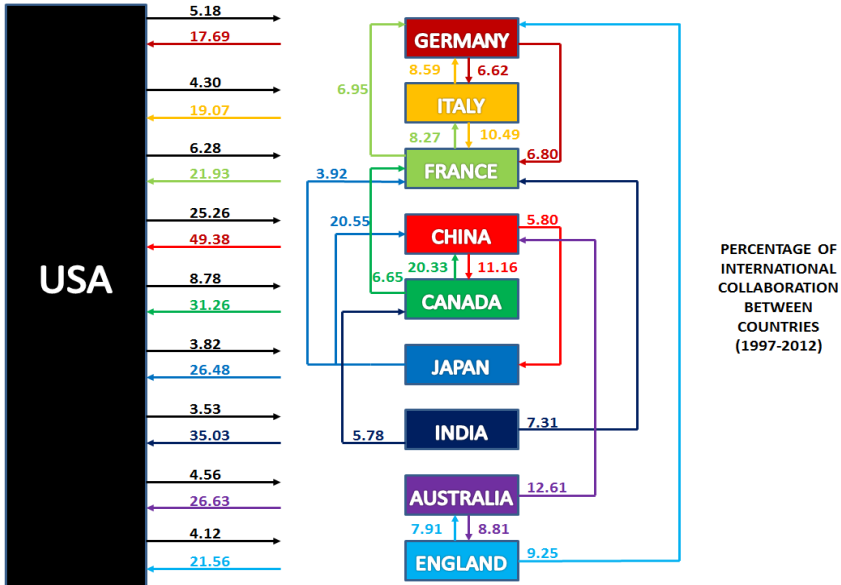 5.18
17.69
GERMANY
8.59 6.62
6.95
4.30
ITALY
19.07
8.27 10.49
6.28
6.80
FRANCE
21.93
3.92
25.26
20.55
5.80
CHINA
49.38
20.33 11.16
6.65
USA
8.78
CANADA
31.26
3.82
JAPAN
26.48
3.53
7.31
INDIA
35.03
5.78
4.56
12.61
AUSTRALIA
26.63
7.91 8.81
4.12
9.25
ENGLAND
21.56
PERCENTAGE OF
INTERNATIONAL
COLLABORATION
BETWEEN
COUNTRIES
(1997-2012)